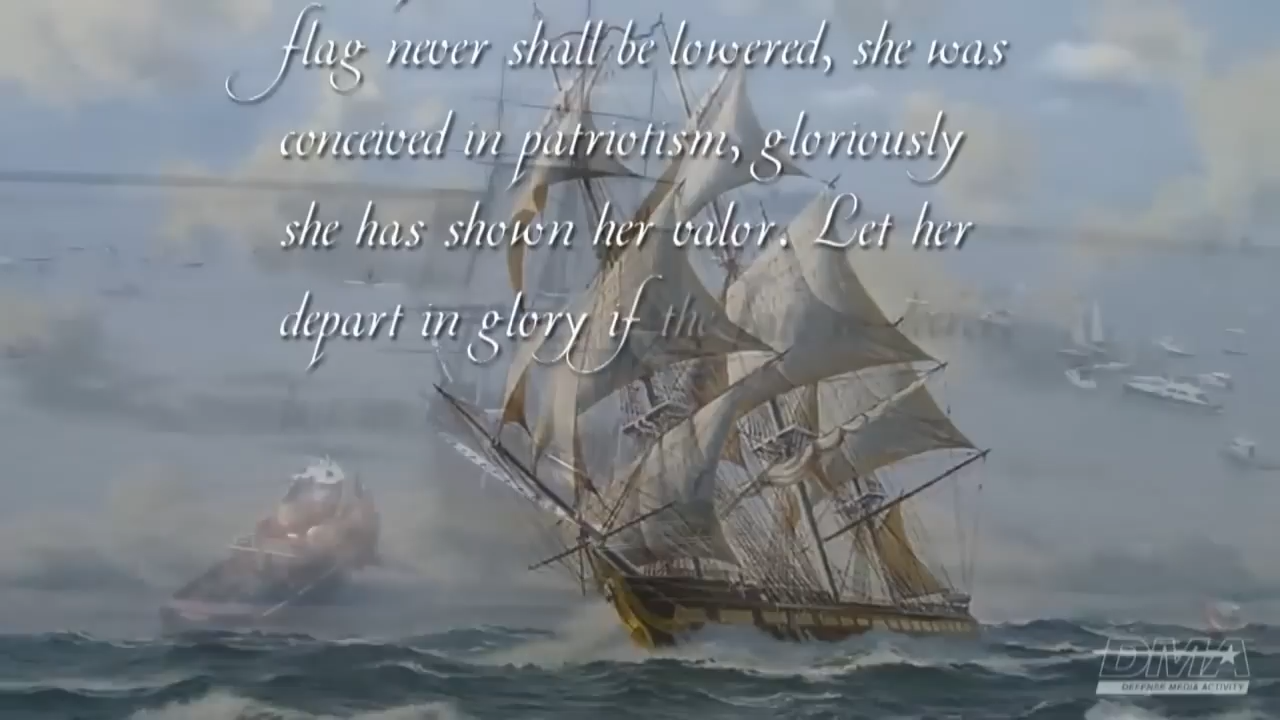 flag never shall be lowered, she was
conceived in patriotism, gloriously
she has shown her valor. Let her
depart in glory if the
DMA
DEFENSE MEDIA ACTIVITY